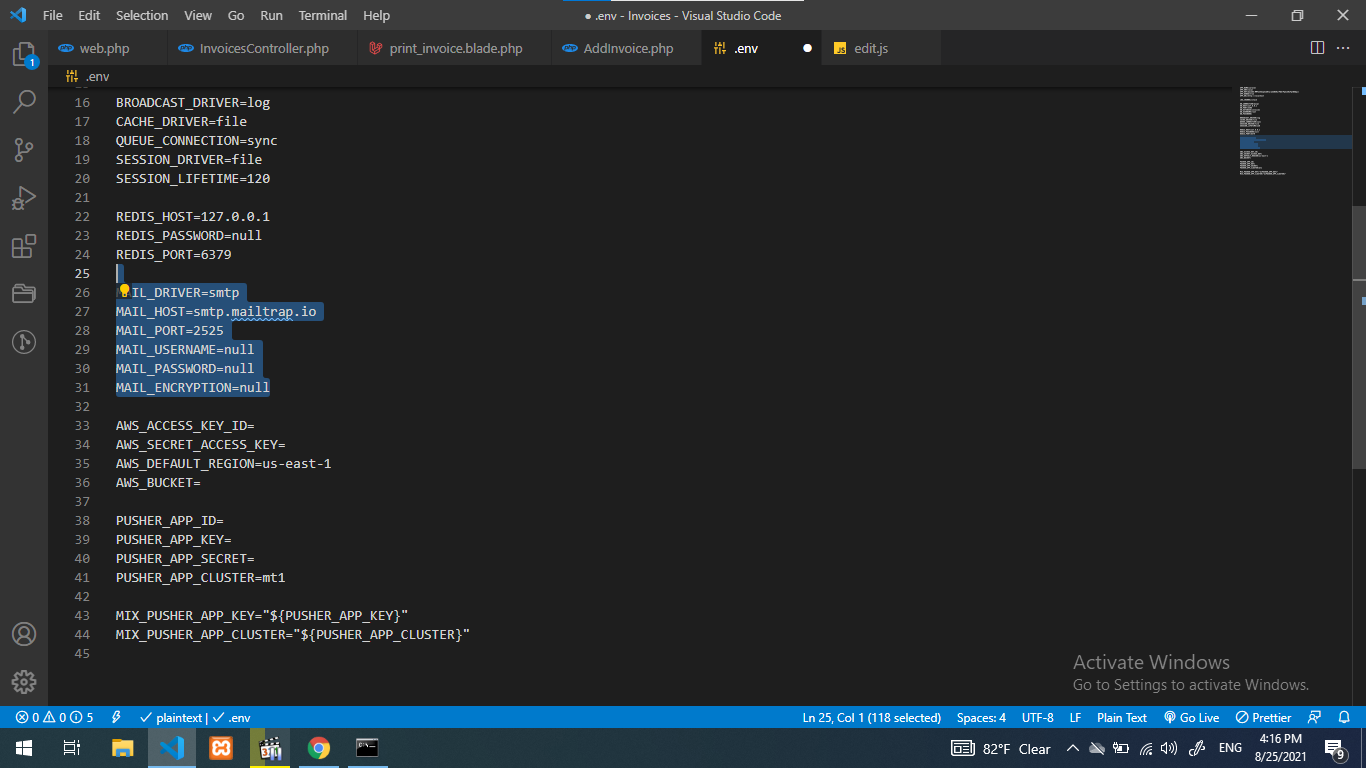 File Edit Selection View Go Run Terminal Help
● .env - Invoices - Visual Studio Code
web.php InvoicesController.php print_invoice.blade.php AddInvoice.php .env JS edit.js
.env
1
16 BROADCAST_DRIVER=log
17 CACHE_DRIVER=file
18 QUEUE_CONNECTION=sync
19 SESSION_DRIVER=file
20 SESSION_LIFETIME=120
21
22 REDIS_HOST=127.0.0.1
23 REDIS_PASSWORD=null
24 REDIS_PORT=6379
25
26 IL_DRIVER=smtp
27 MAIL_HOST=smtp.mailtrap.io
28 MAIL_PORT=2525
29 MAIL_USERNAME=null
30 MAIL_PASSWORD=null
31 MAIL_ENCRYPTION=null
32
33 AWS_ACCESS_KEY_ID=
34 AWS_SECRET_ACCESS_KEY=
35 AWS_DEFAULT_REGION=us-east-1
36 AWS_BUCKET=
37
38 PUSHER_APP_ID=
39 PUSHER_APP_KEY=
40 PUSHER_APP_SECRET=
41 PUSHER_APP_CLUSTER=mt1
42
43 MIX_PUSHER_APP_KEY="${PUSHER_APP_KEY}"
44 MIX_PUSHER_APP_CLUSTER="${PUSHER_APP_CLUSTER}"
45
Activate Windows
Go to Settings to activate Windows.
0 0 5 ✓ plaintext | ✓ .env Ln 25, Col 1 (118 selected) Spaces: 4 UTF-8 LF Plain Text Go Live Prettier
82°F Clear ENG 4:16 PM
8/25/2021
9